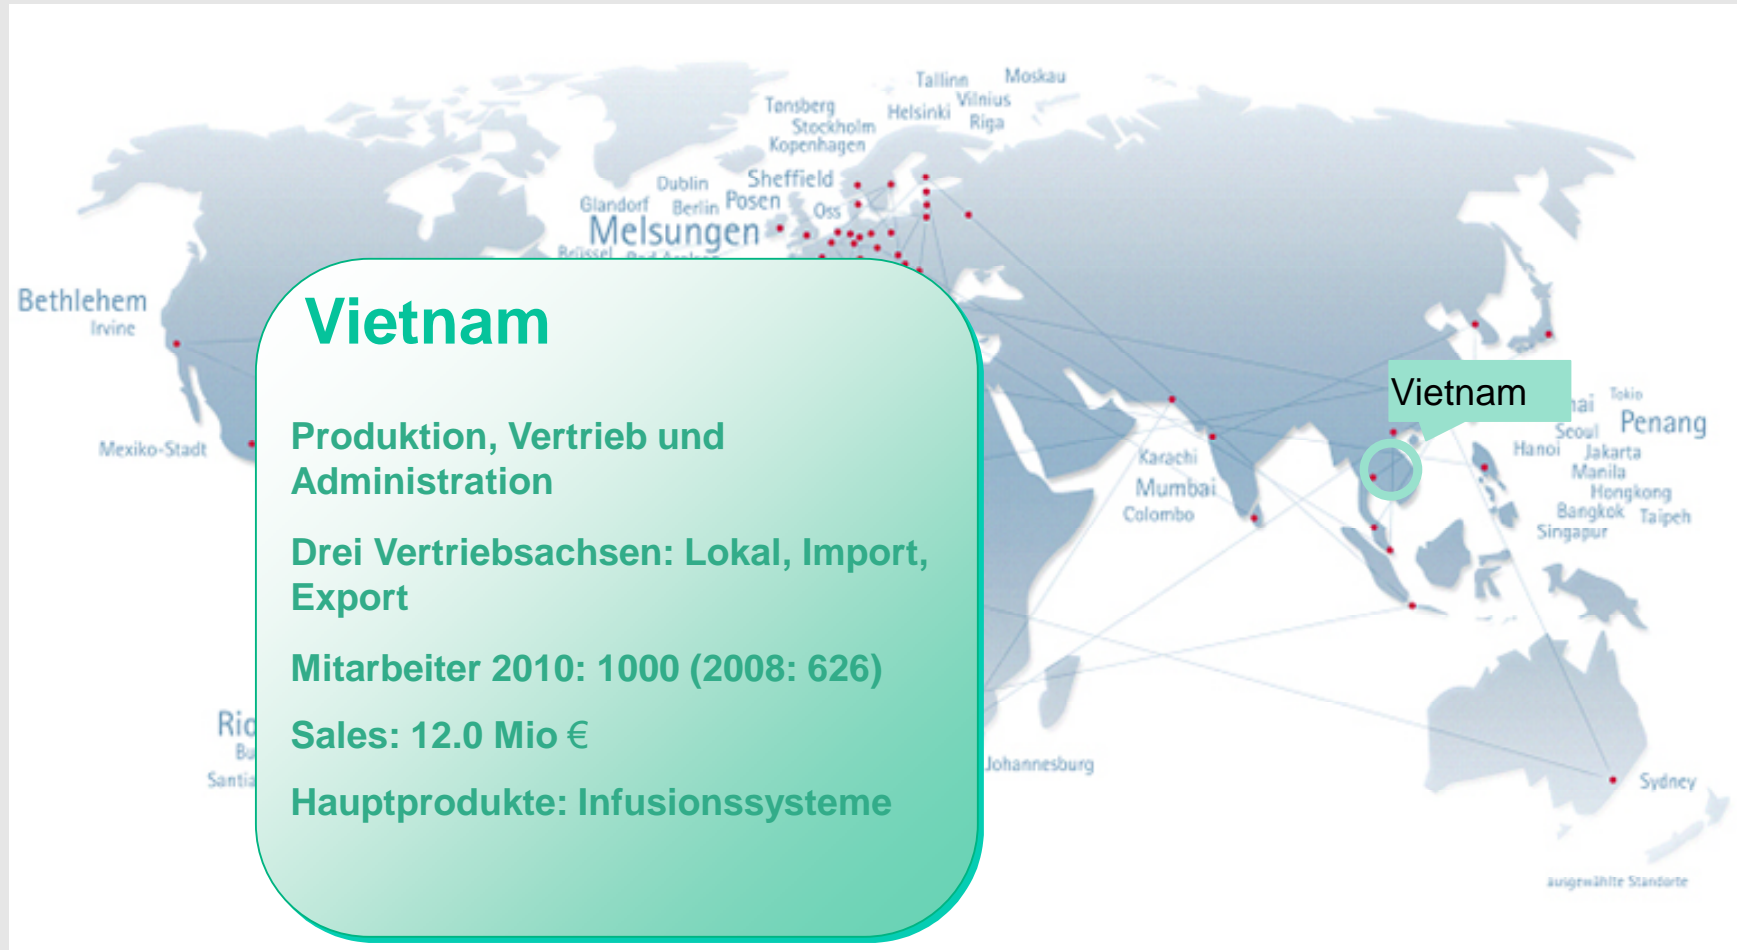 Tallinn
Moskau
Tønsberg
Helsinki
Vilnius
Stockholm
Riga
Kopenhagen
Dublin
Sheffield
Glandorf
Berlin
Posen
Oss
Melsungen
Brüssel
Bethlehem
Irvine
Vietnam
Mexiko-Stadt
Produktion, Vertrieb und
Administration
Drei Vertriebsachsen: Lokal, Import,
Export
Mitarbeiter 2010: 1000 (2008: 626)
Sales: 12.0 Mio €
Hauptprodukte: Infusionssysteme
Vietnam
Tokio
Seoul
Penang
Hanoi
Jakarta
Manila
Hongkong
Bangkok
Taipeh
Singapur
Karachi
Mumbai
Colombo
Johannesburg
Sydney
ausgewählte Standorte